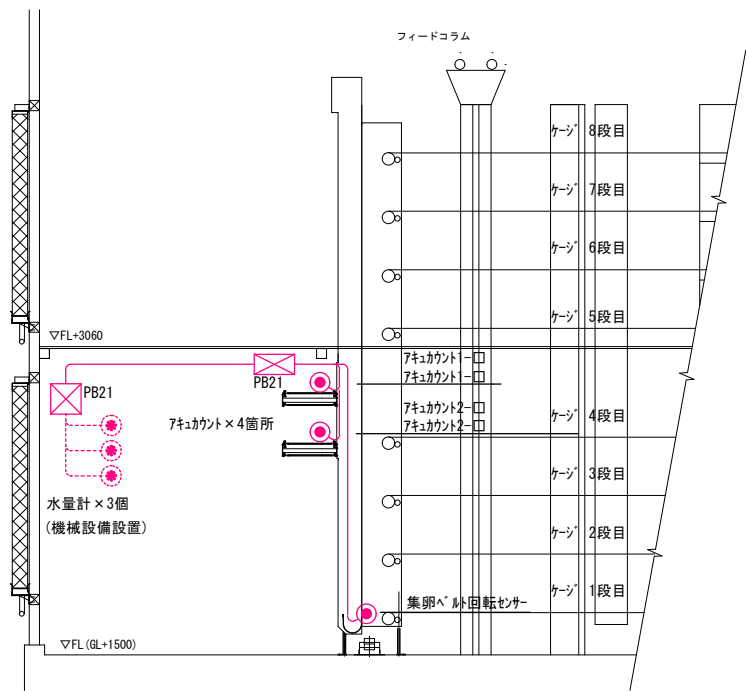 フィードコラム
ケージ 8段目
ケージ 7段目
ケージ 6段目
ケージ 5段目
▽FL+3060
アキュカウント1-□
アキュカウント1-□
PB21
PB21
アキュカウント2-□
アキュカウント2-□
ケージ 4段目
アキュカウント×4箇所
ケージ 3段目
水量計×3個
(機械設備設置)
ケージ 2段目
ケージ 1段目
集卵ベルト回転センサー
▽FL(GL+1500)